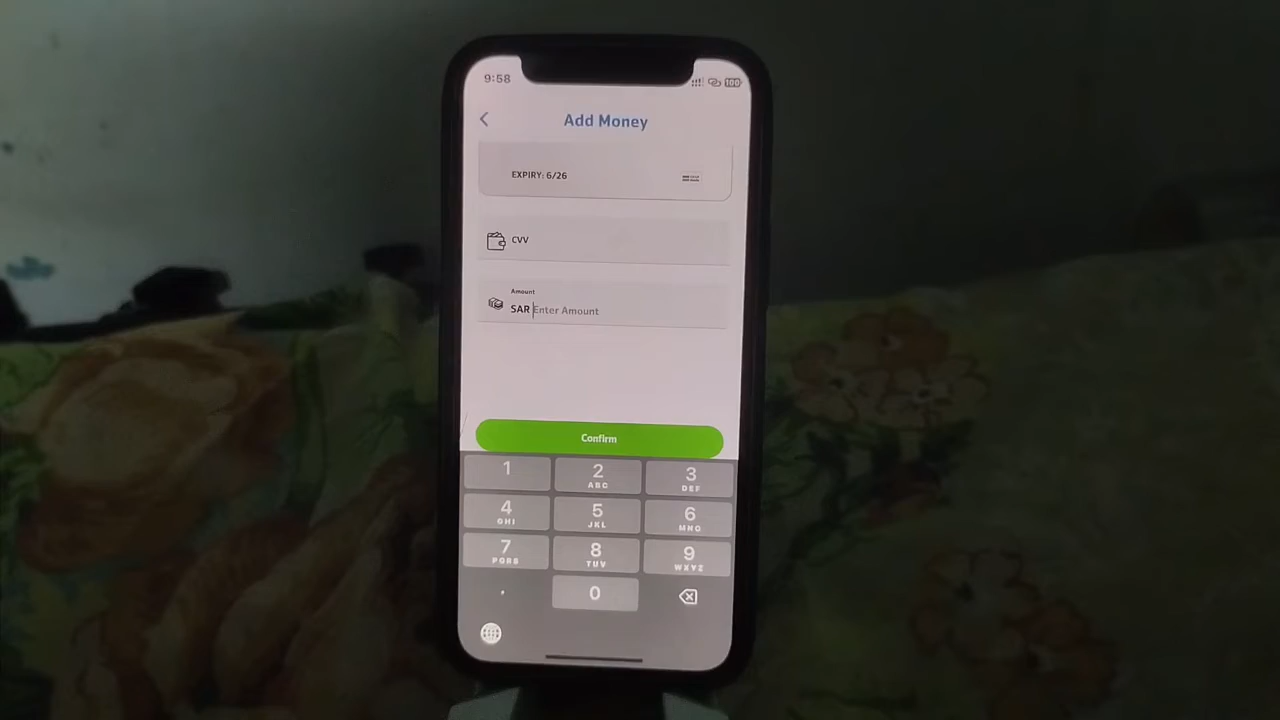 9:58
100
Add Money
EXPIRY: 6/26
CVV
Amount
SAR Enter Amount
Confirm
1 2 3
ABC DEF
4 5 6
GHI JKL MNO
7 8 9
PQRS TUV WXYZ
0